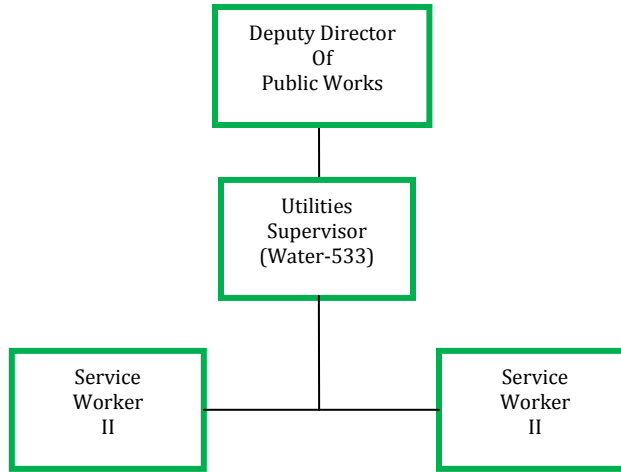 Deputy Director
Of
Public Works
Utilities
Supervisor
(Water-533)
Service
Worker
II
Service
Worker
II